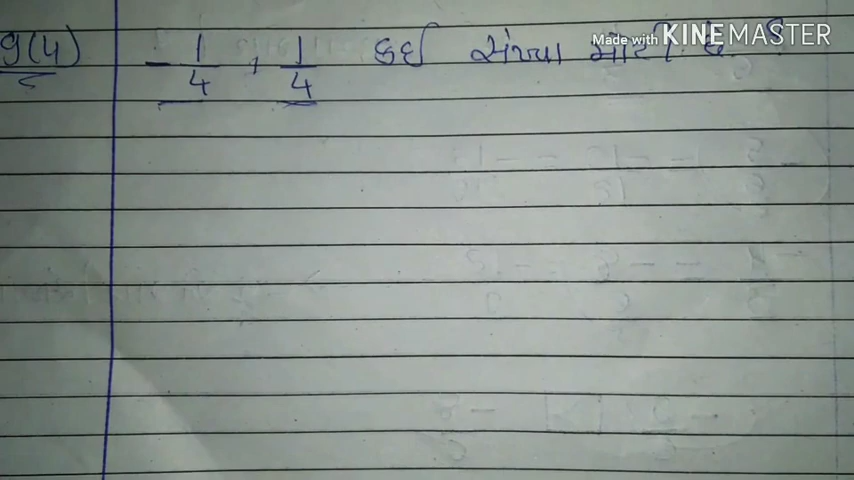 Made with KINEMASTER
9(4) -1/4 , 1/4 કઈ સંખ્યા મોટી છે ?